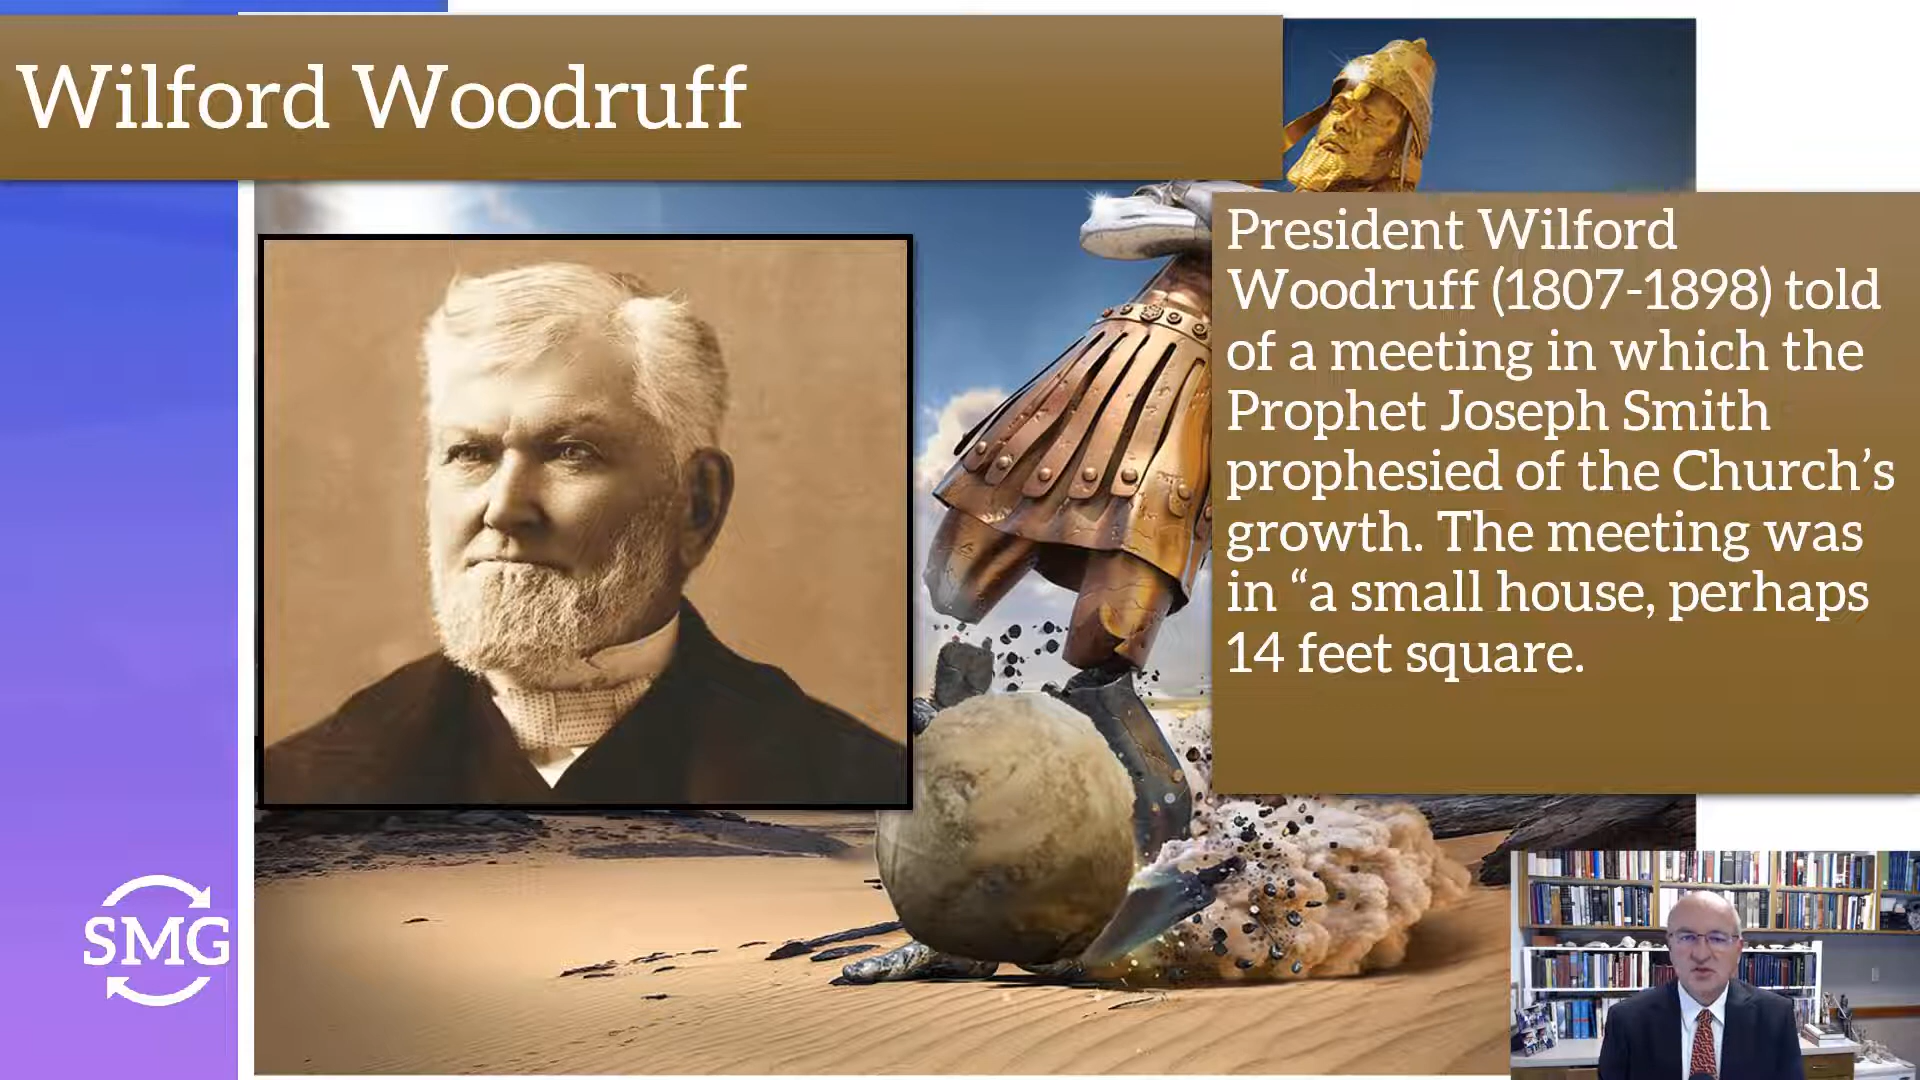 Wilford Woodruff
President Wilford
Woodruff (1807-1898) told
of a meeting in which the
Prophet Joseph Smith
prophesied of the Church’s
growth. The meeting was
in “a small house, perhaps
14 feet square.
SMG